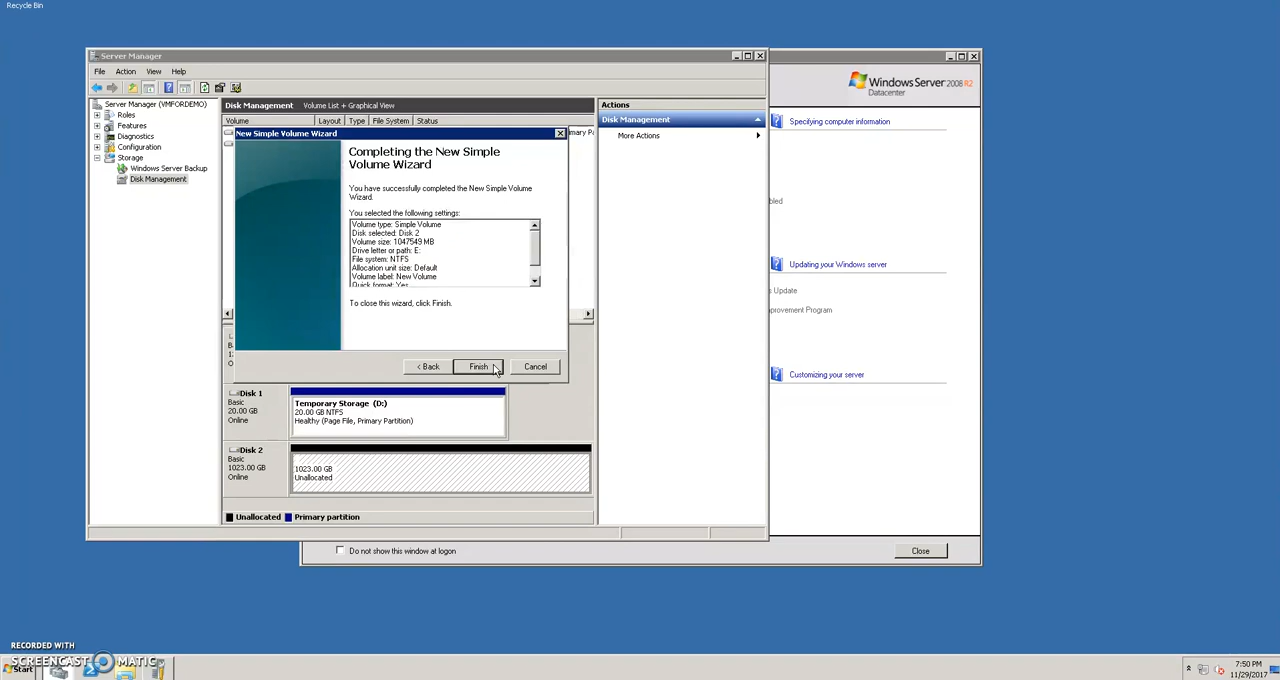 Recycle Bin
Server Manager
File Action View Help
Server Manager (VMFORDEMO)
Roles
Features
Diagnostics
Configuration
Storage
Windows Server Backup
Disk Management
Disk Management Volume List + Graphical View
Volume Layout Type File System Status
New Simple Volume Wizard
Completing the New Simple
Volume Wizard
You have successfully completed the New Simple Volume
Wizard.
You selected the following settings:
Volume type: Simple Volume
Disk selected: Disk 2
Volume size: 1047549 MB
Drive letter or path: E:
File system: NTFS
Allocation unit size: Default
Volume label: New Volume
Quick format: Yes
To close this wizard, click Finish.
< Back Finish Cancel
Disk 1
Basic
20.00 GB
Online
Temporary Storage (D:)
20.00 GB NTFS
Healthy (Page File, Primary Partition)
Disk 2
Basic
1023.00 GB
Online
1023.00 GB
Unallocated
Unallocated Primary partition
Actions
Disk Management
More Actions
Windows Server 2008 R2
Datacenter
Specifying computer information
Updating your Windows server
s Update
provement Program
Customizing your server
Do not show this window at logon
Close
RECORDED WITH
SCREENCAST MATIC
Start
7:50 PM
11/29/2017